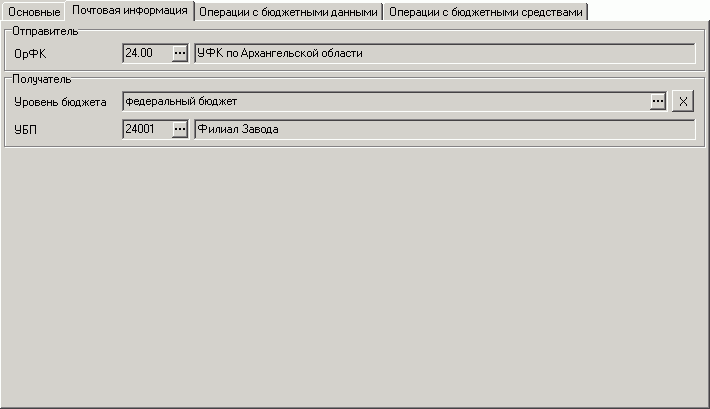 Основные Почтовая информация Операции с бюджетными данными Операции с бюджетными средствами
Отправитель
ОрФК 24.00 ... УФК по Архангельской области
Получатель
Уровень бюджета федеральный бюджет ... X
УБП 24001 ... Филиал Завода